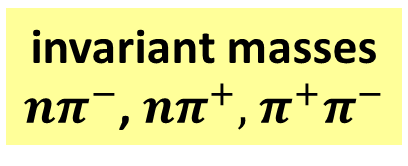 invariant masses
nπ⁻, nπ⁺, π⁺π⁻